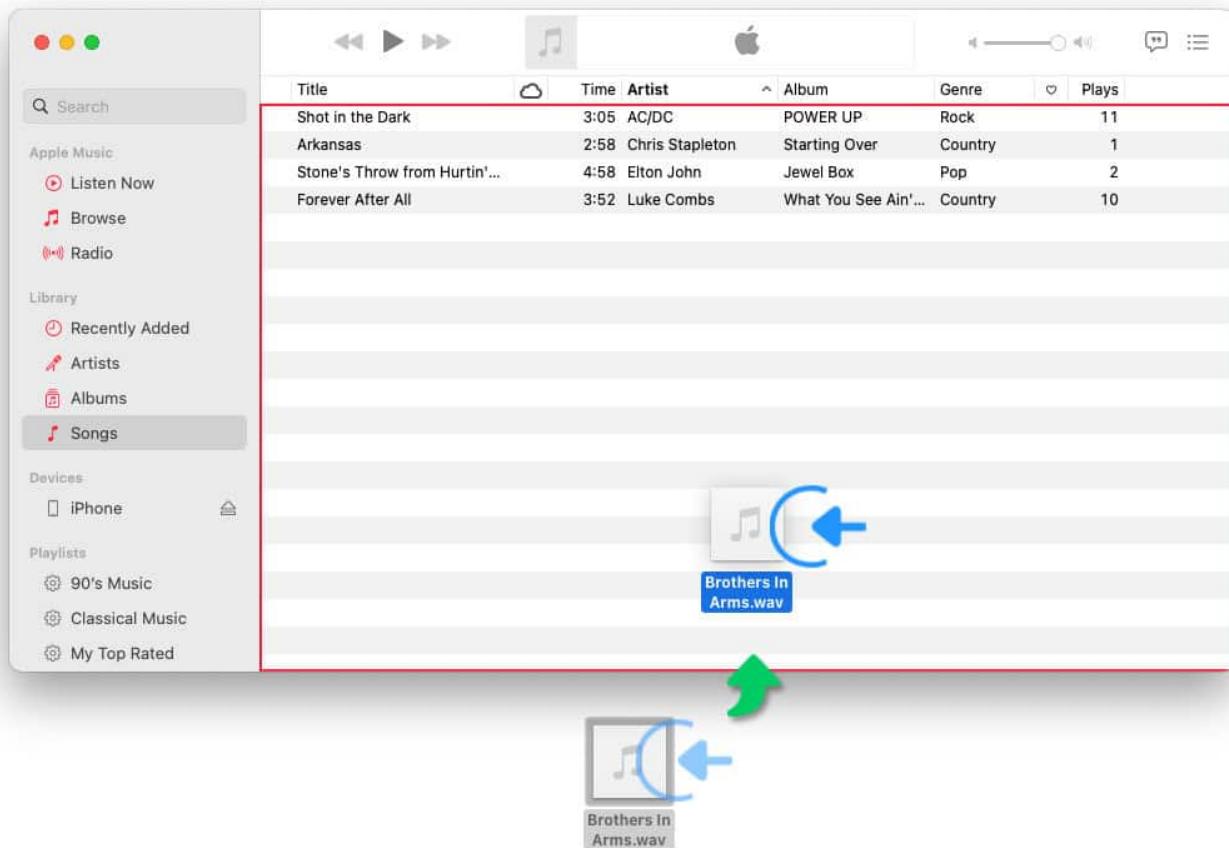 Search
Apple Music
Listen Now
Browse
Radio
Library
Recently Added
Artists
Albums
Songs
Devices
iPhone
Playlists
90's Music
Classical Music
My Top Rated
Title Time Artist Album Genre Plays
Shot in the Dark 3:05 AC/DC POWER UP Rock 11
Arkansas 2:58 Chris Stapleton Starting Over Country 1
Stone's Throw from Hurtin'... 4:58 Elton John Jewel Box Pop 2
Forever After All 3:52 Luke Combs What You See Ain'... Country 10
Brothers In
Arms.wav
Brothers In
Arms.wav